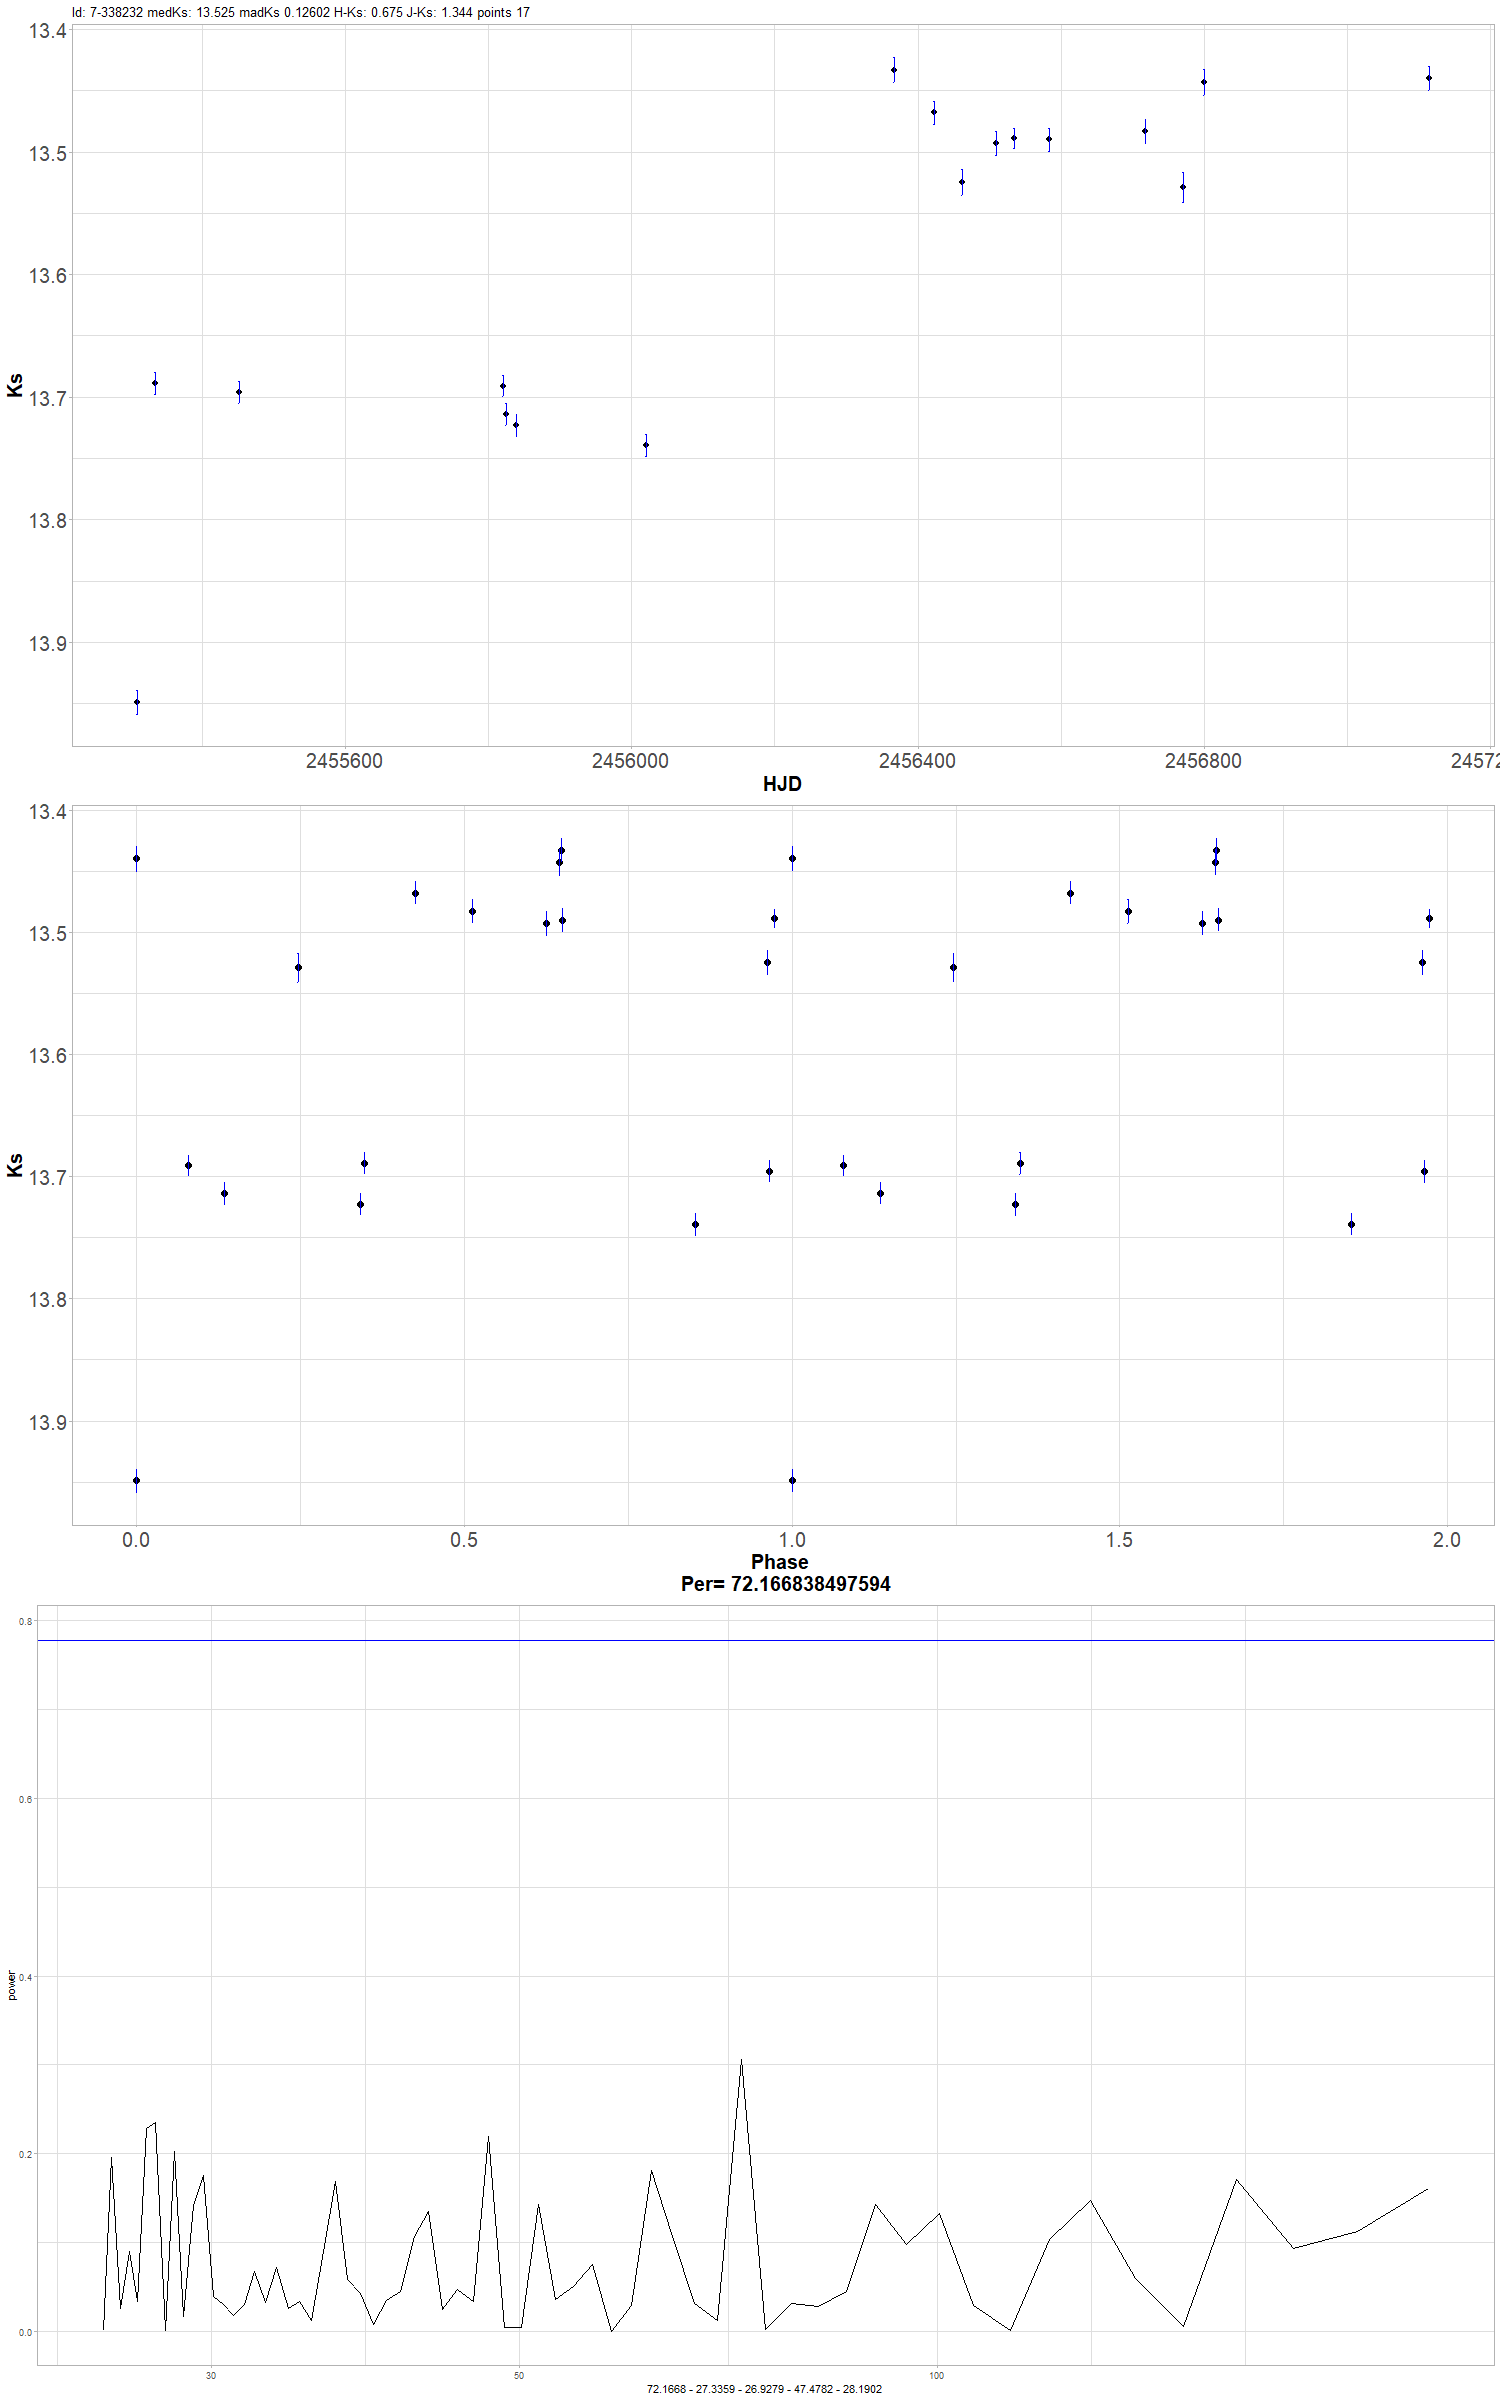 Id: 7-338232 medKs: 13.525 madKs 0.12602 H-Ks: 0.675 J-Ks: 1.344 points 17
13.4
13.5
13.6
13.7
13.8
13.9
Ks
2455600 2456000 2456400 2456800 24572
HJD
13.4
13.5
13.6
13.7
13.8
13.9
Ks
0.0 0.5 1.0 1.5 2.0
Phase
Per= 72.166838497594
0.8
0.6
0.4
0.2
0.0
power
30 50 100
72.1668 - 27.3359 - 26.9279 - 47.4782 - 28.1902